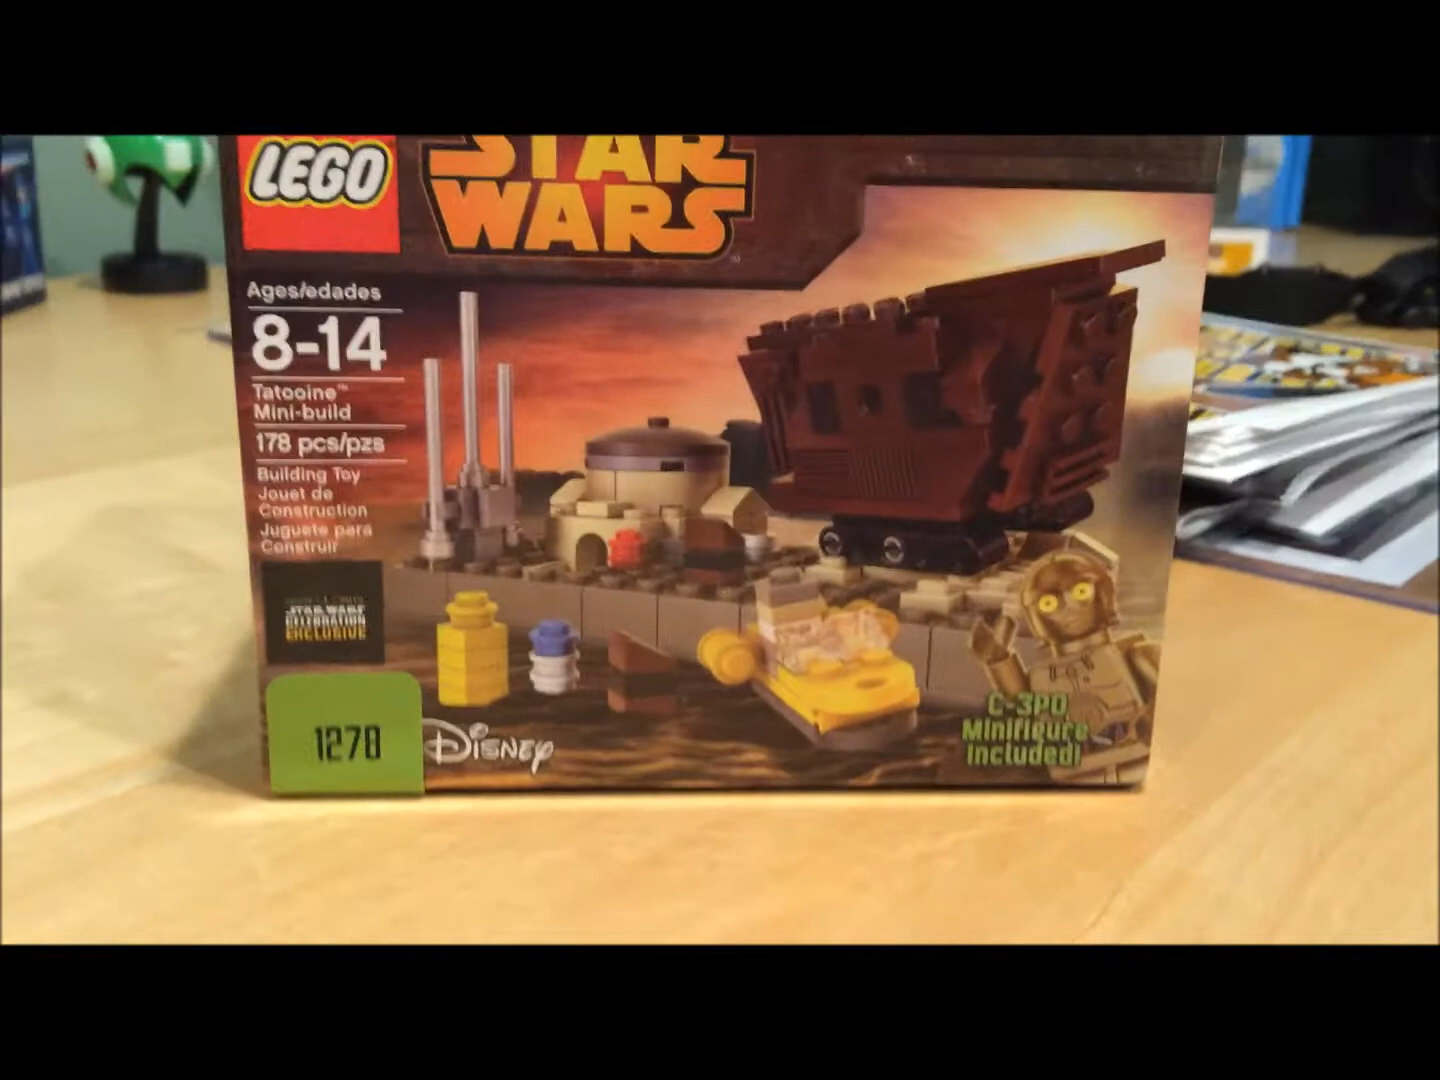 LEGO
STAR
WARS
Ages/edades
8-14
Tatooine™
Mini-build
178 pcs/pzs
Building Toy
Jouet de
Construction
Juguete para
Construir
STAR WARS
CELEBRATION
EXCLUSIVE
1270
Disney
C-3PO
Minifigure
Included!